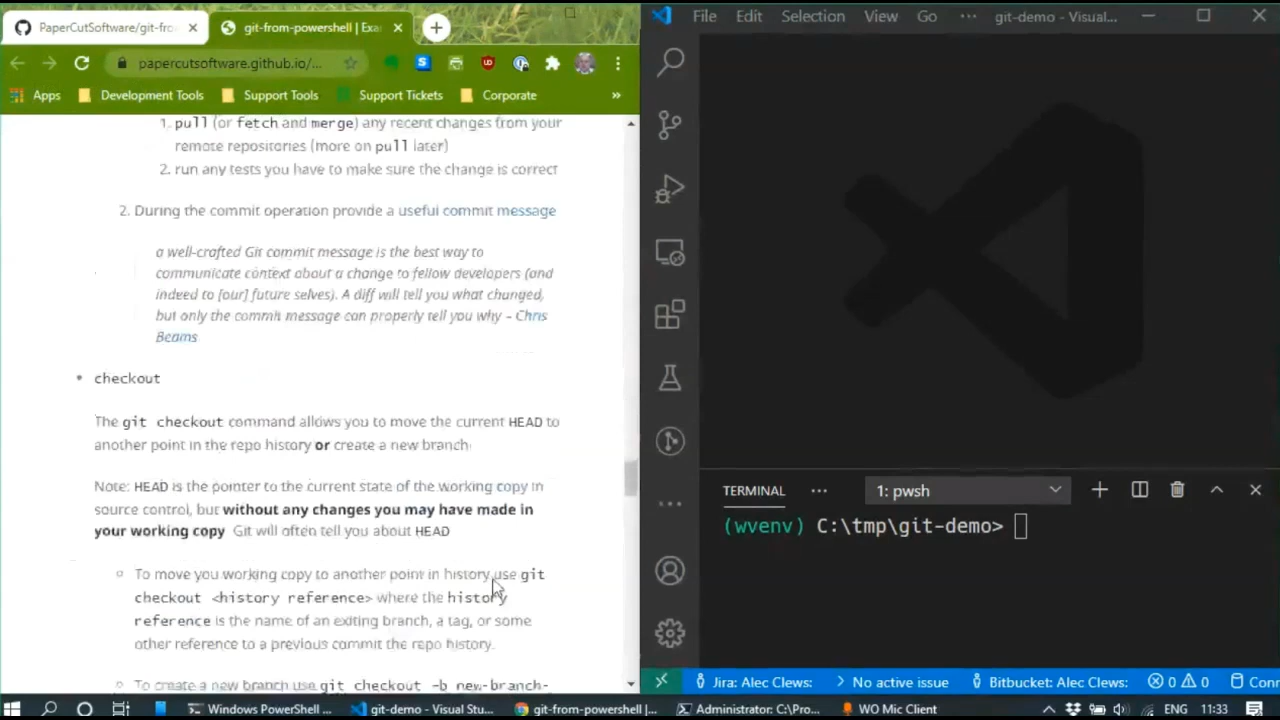 PaperCutSoftware/git-fro
git-from-powershell | Exa
papercutsoftware.github.io/...
Apps
Development Tools
Support Tools
Support Tickets
Corporate
»
1. pull (or fetch and merge) any recent changes from your
remote repositories (more on pull later)
2. run any tests you have to make sure the change is correct
2. During the commit operation provide a useful commit message
a well-crafted Git commit message is the best way to
communicate context about a change to fellow developers (and
indeed to [our] future selves). A diff will tell you what changed,
but only the commit message can properly tell you why – Chris
Beams
• checkout
The git checkout command allows you to move the current HEAD to
another point in the repo history or create a new branch
Note: HEAD is the pointer to the current state of the working copy in
source control, but without any changes you may have made in
your working copy Git will often tell you about HEAD
To move you working copy to another point in history use git
checkout <history reference> where the history
reference is the name of an exiting branch, a tag, or some
other reference to a previous commit the repo history.
To create a new branch use git checkout -b new-branch-
File Edit Selection View Go ··· git-demo - Visual...
TERMINAL ··· 1: pwsh
(wvenv) C:\tmp\git-demo>
Jira: Alec Clews: No active issue Bitbucket: Alec Clews: 0 0 Conn
Windows PowerShell ... git-demo - Visual Stu... git-from-powershell |... Administrator: C:\Pro... WO Mic Client ENG 11:33